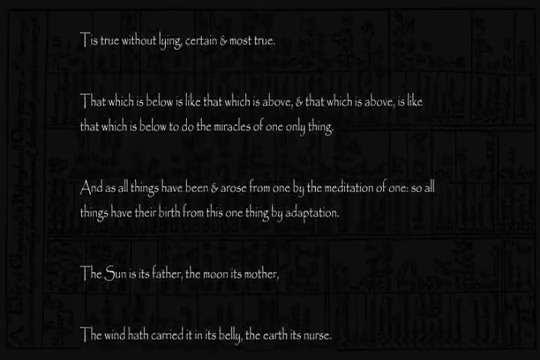 Tis true without lying, certain & most true.
That which is below is like that which is above, & that which is above, is like
that which is below to do the miracles of one only thing.
And as all things have been & arose from one by the meditation of one: so all
things have their birth from this one thing by adaptation.
The Sun is its father, the moon its mother,
The wind hath carried it in its belly, the earth its nurse.